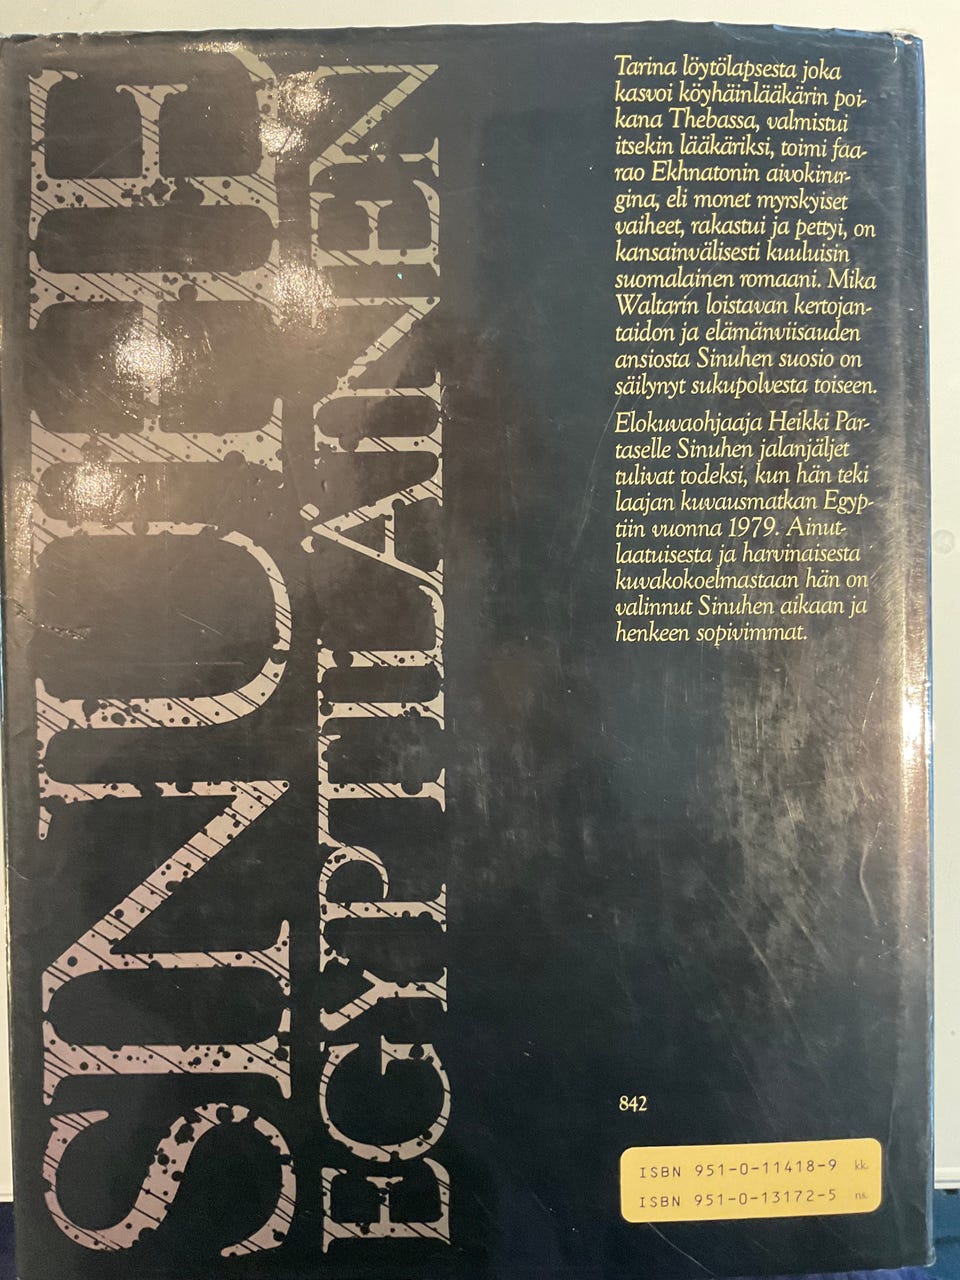 SINUHE
EGYPTILÄINEN
Tarina löytölapsesta joka
kasvoi köyhäinlääkärin poi-
kana Thebassa, valmistui
itsekin lääkäriksi, toimi faa-
rao Ekhnatonin aivokirur-
gina, eli monet myrskyiset
vaiheet, rakastui ja pettyi, on
kansainvälisesti kuuluisin
suomalainen romaani. Mika
Waltarin loistavan kertojan-
taidon ja elämänviisauden
ansiosta Sinuhen suosio on
säilynyt sukupolvesta toiseen.
Elokuvaohjaaja Heikki Par-
taselle Sinuhen jalanjäljet
tulivat todeksi, kun hän teki
laajan kuvausmatkan Egyp-
tiin vuonna 1979. Ainut-
laatuisesta ja harvinaisesta
kuvakokoelmastaan hän on
valinnut Sinuhen aikaan ja
henkeen sopivimmat.
842
ISBN 951-0-11418-9 kk.
ISBN 951-0-13172-5 ns.